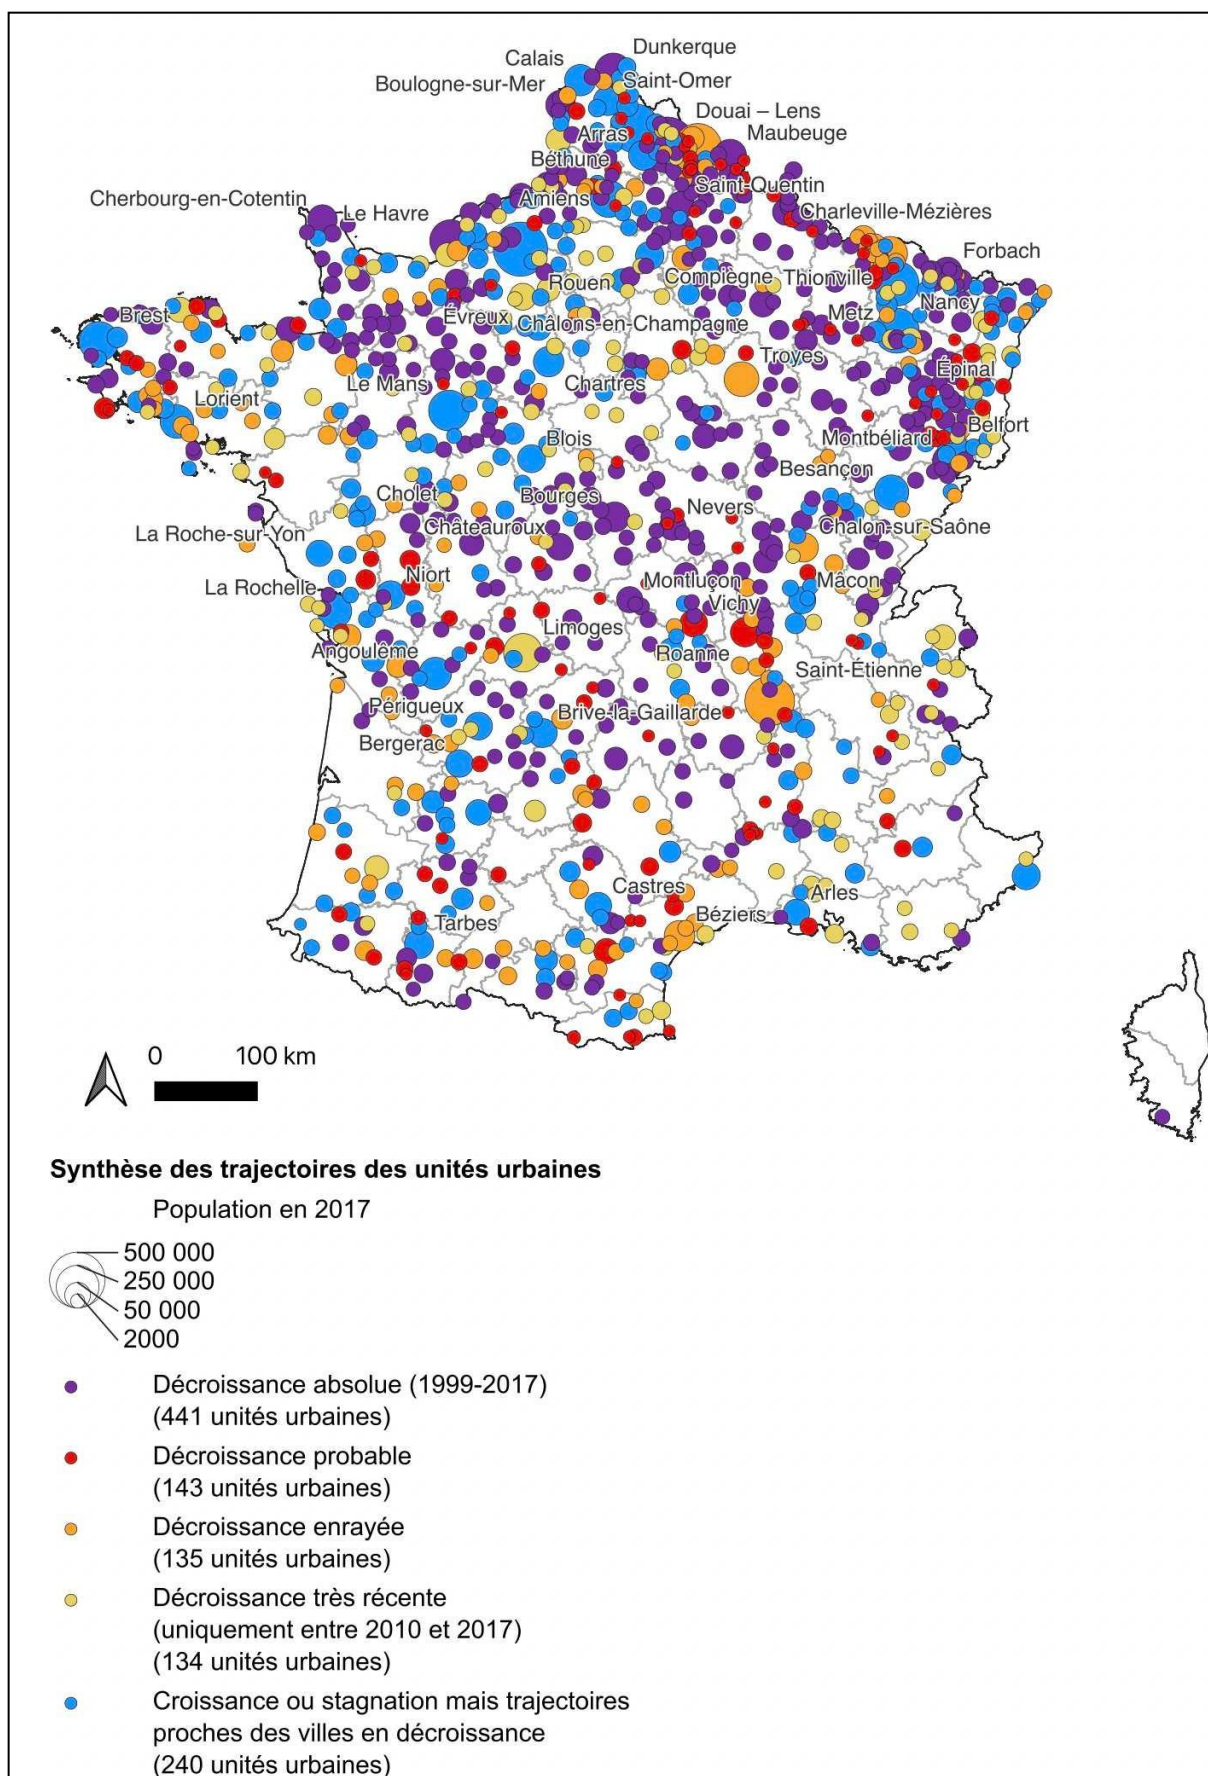 Dunkerque
Calais
Saint-Omer
Boulogne-sur-Mer
Douai – Lens
Maubeuge
Arras
Béthune
Saint-Quentin
Amiens
Cherbourg-en-Cotentin
Le Havre
Charleville-Mézières
Forbach
Compiègne
Thionville
Rouen
Nancy
Metz
Brest
Évreux
Châlons-en-Champagne
Troyes
Épinal
Le Mans
Chartres
Lorient
Belfort
Blois
Montbéliard
Besançon
Cholet
Bourges
Nevers
Châteauroux
Chalon-sur-Saône
La Roche-sur-Yon
Niort
Montluçon
Mâcon
La Rochelle
Vichy
Limoges
Angoulême
Roanne
Saint-Étienne
Périgueux
Brive-la-Gaillarde
Bergerac
Castres
Arles
Tarbes
Béziers
0 100 km
Synthèse des trajectoires des unités urbaines
Population en 2017
500 000
250 000
50 000
2000
Décroissance absolue (1999-2017)
(441 unités urbaines)
Décroissance probable
(143 unités urbaines)
Décroissance enrayée
(135 unités urbaines)
Décroissance très récente
(uniquement entre 2010 et 2017)
(134 unités urbaines)
Croissance ou stagnation mais trajectoires
proches des villes en décroissance
(240 unités urbaines)